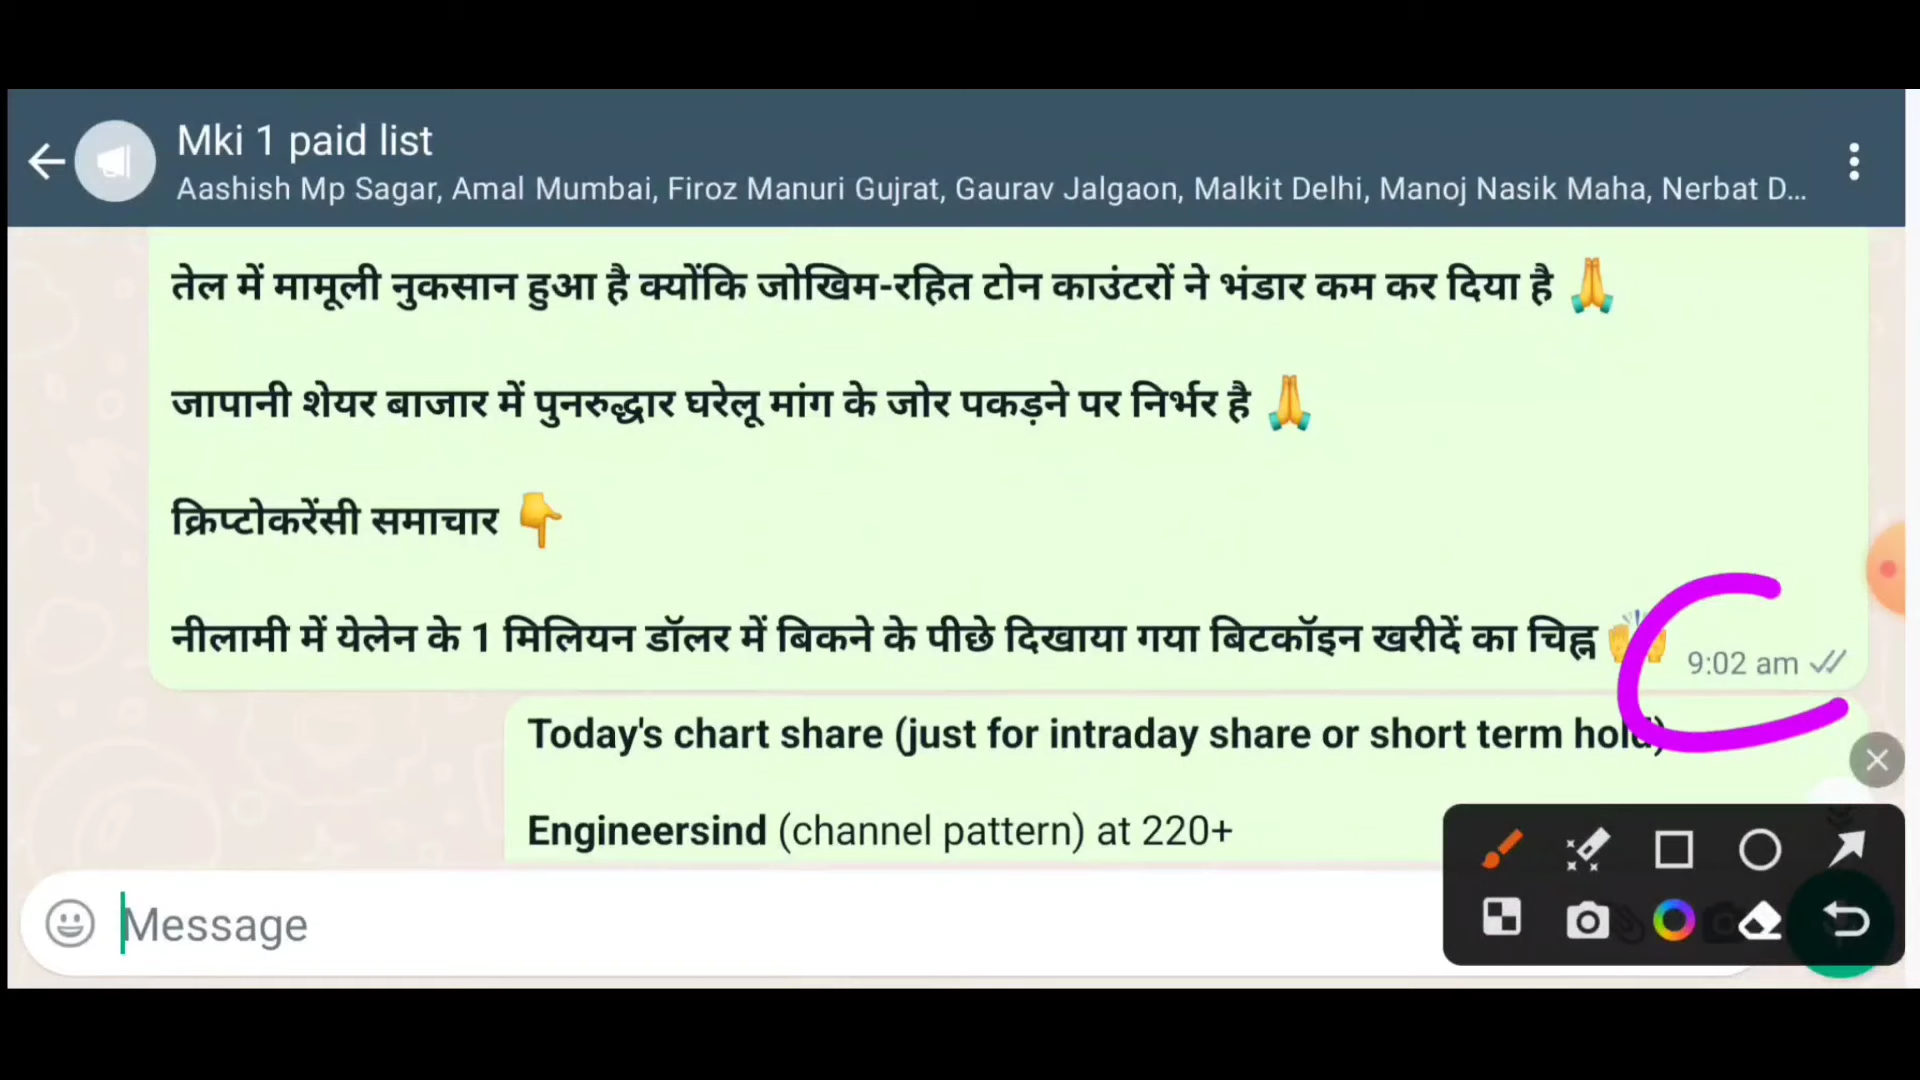 Mki 1 paid list
Aashish Mp Sagar, Amal Mumbai, Firoz Manuri Gujrat, Gaurav Jalgaon, Malkit Delhi, Manoj Nasik Maha, Nerbat D...
तेल में मामूली नुकसान हुआ है क्योंकि जोखिम-रहित टोन काउंटरों ने भंडार कम कर दिया है 🙏
जापानी शेयर बाजार में पुनरुद्धार घरेलू मांग के जोर पकड़ने पर निर्भर है 🙏
क्रिप्टोकरेंसी समाचार 👇
नीलामी में येलेन के 1 मिलियन डॉलर में बिकने के पीछे दिखाया गया बिटकॉइन खरीदें का चिह्न 🙌
9:02 am
Today's chart share (just for intraday share or short term hold)
Engineersind (channel pattern) at 220+
Message